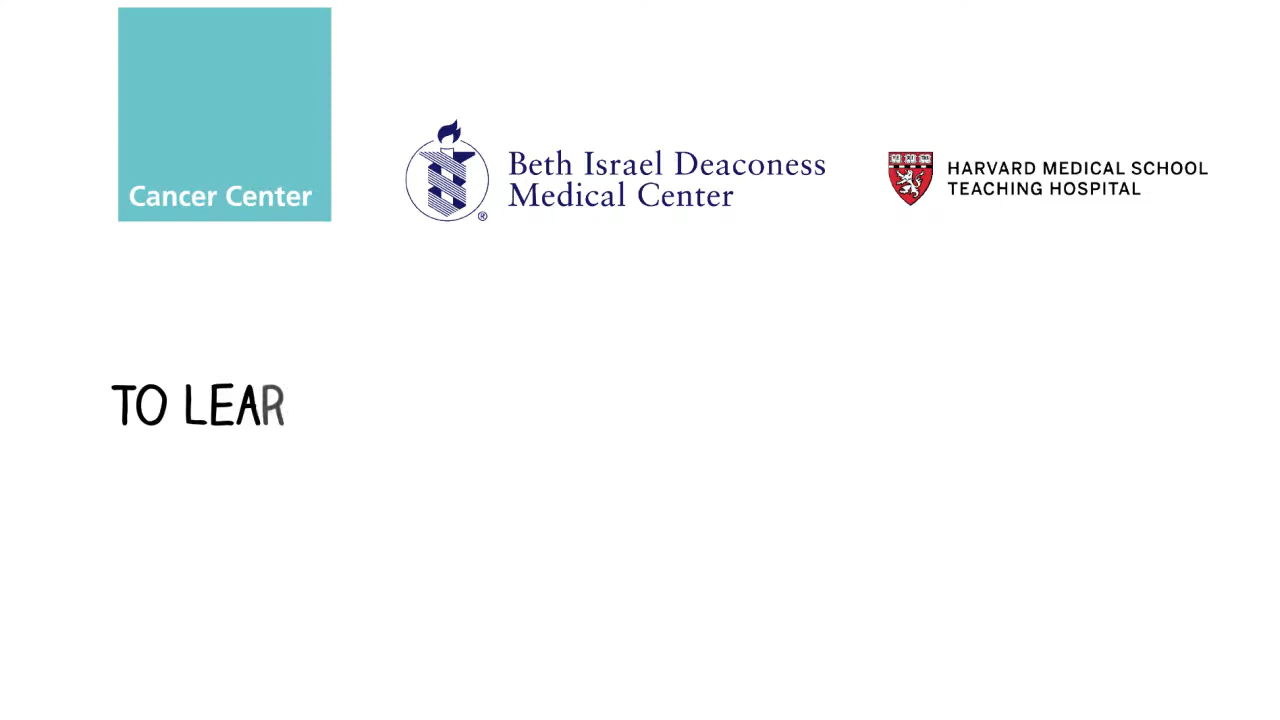 Cancer Center
Beth Israel Deaconess
Medical Center
®
HARVARD MEDICAL SCHOOL
TEACHING HOSPITAL
TO LEAR